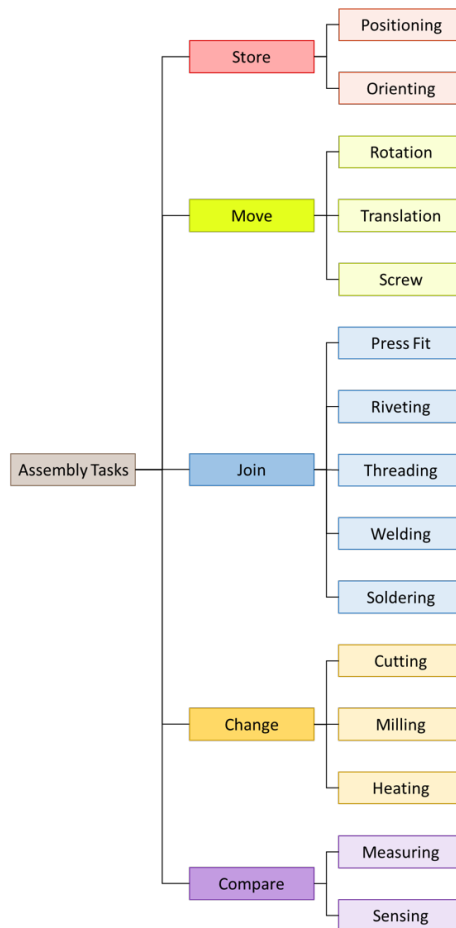 Assembly Tasks
Store
Positioning
Orienting
Move
Rotation
Translation
Screw
Join
Press Fit
Riveting
Threading
Welding
Soldering
Change
Cutting
Milling
Heating
Compare
Measuring
Sensing